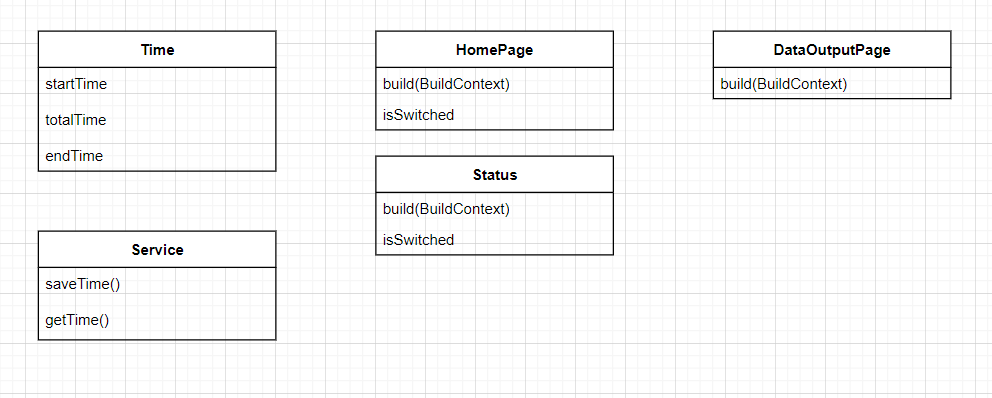 Time
startTime
totalTime
endTime
Service
saveTime()
getTime()
HomePage
build(BuildContext)
isSwitched
Status
build(BuildContext)
isSwitched
DataOutputPage
build(BuildContext)